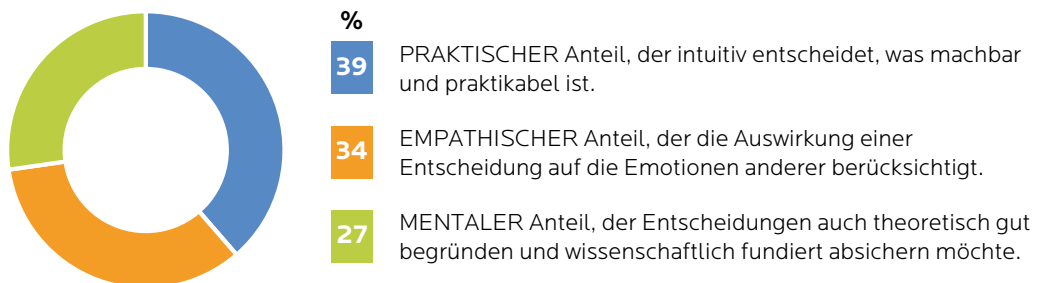 %
39 PRAKTISCHER Anteil, der intuitiv entscheidet, was machbar
und praktikabel ist.
34 EMPATHISCHER Anteil, der die Auswirkung einer
Entscheidung auf die Emotionen anderer berücksichtigt.
27 MENTALER Anteil, der Entscheidungen auch theoretisch gut
begründen und wissenschaftlich fundiert absichern möchte.